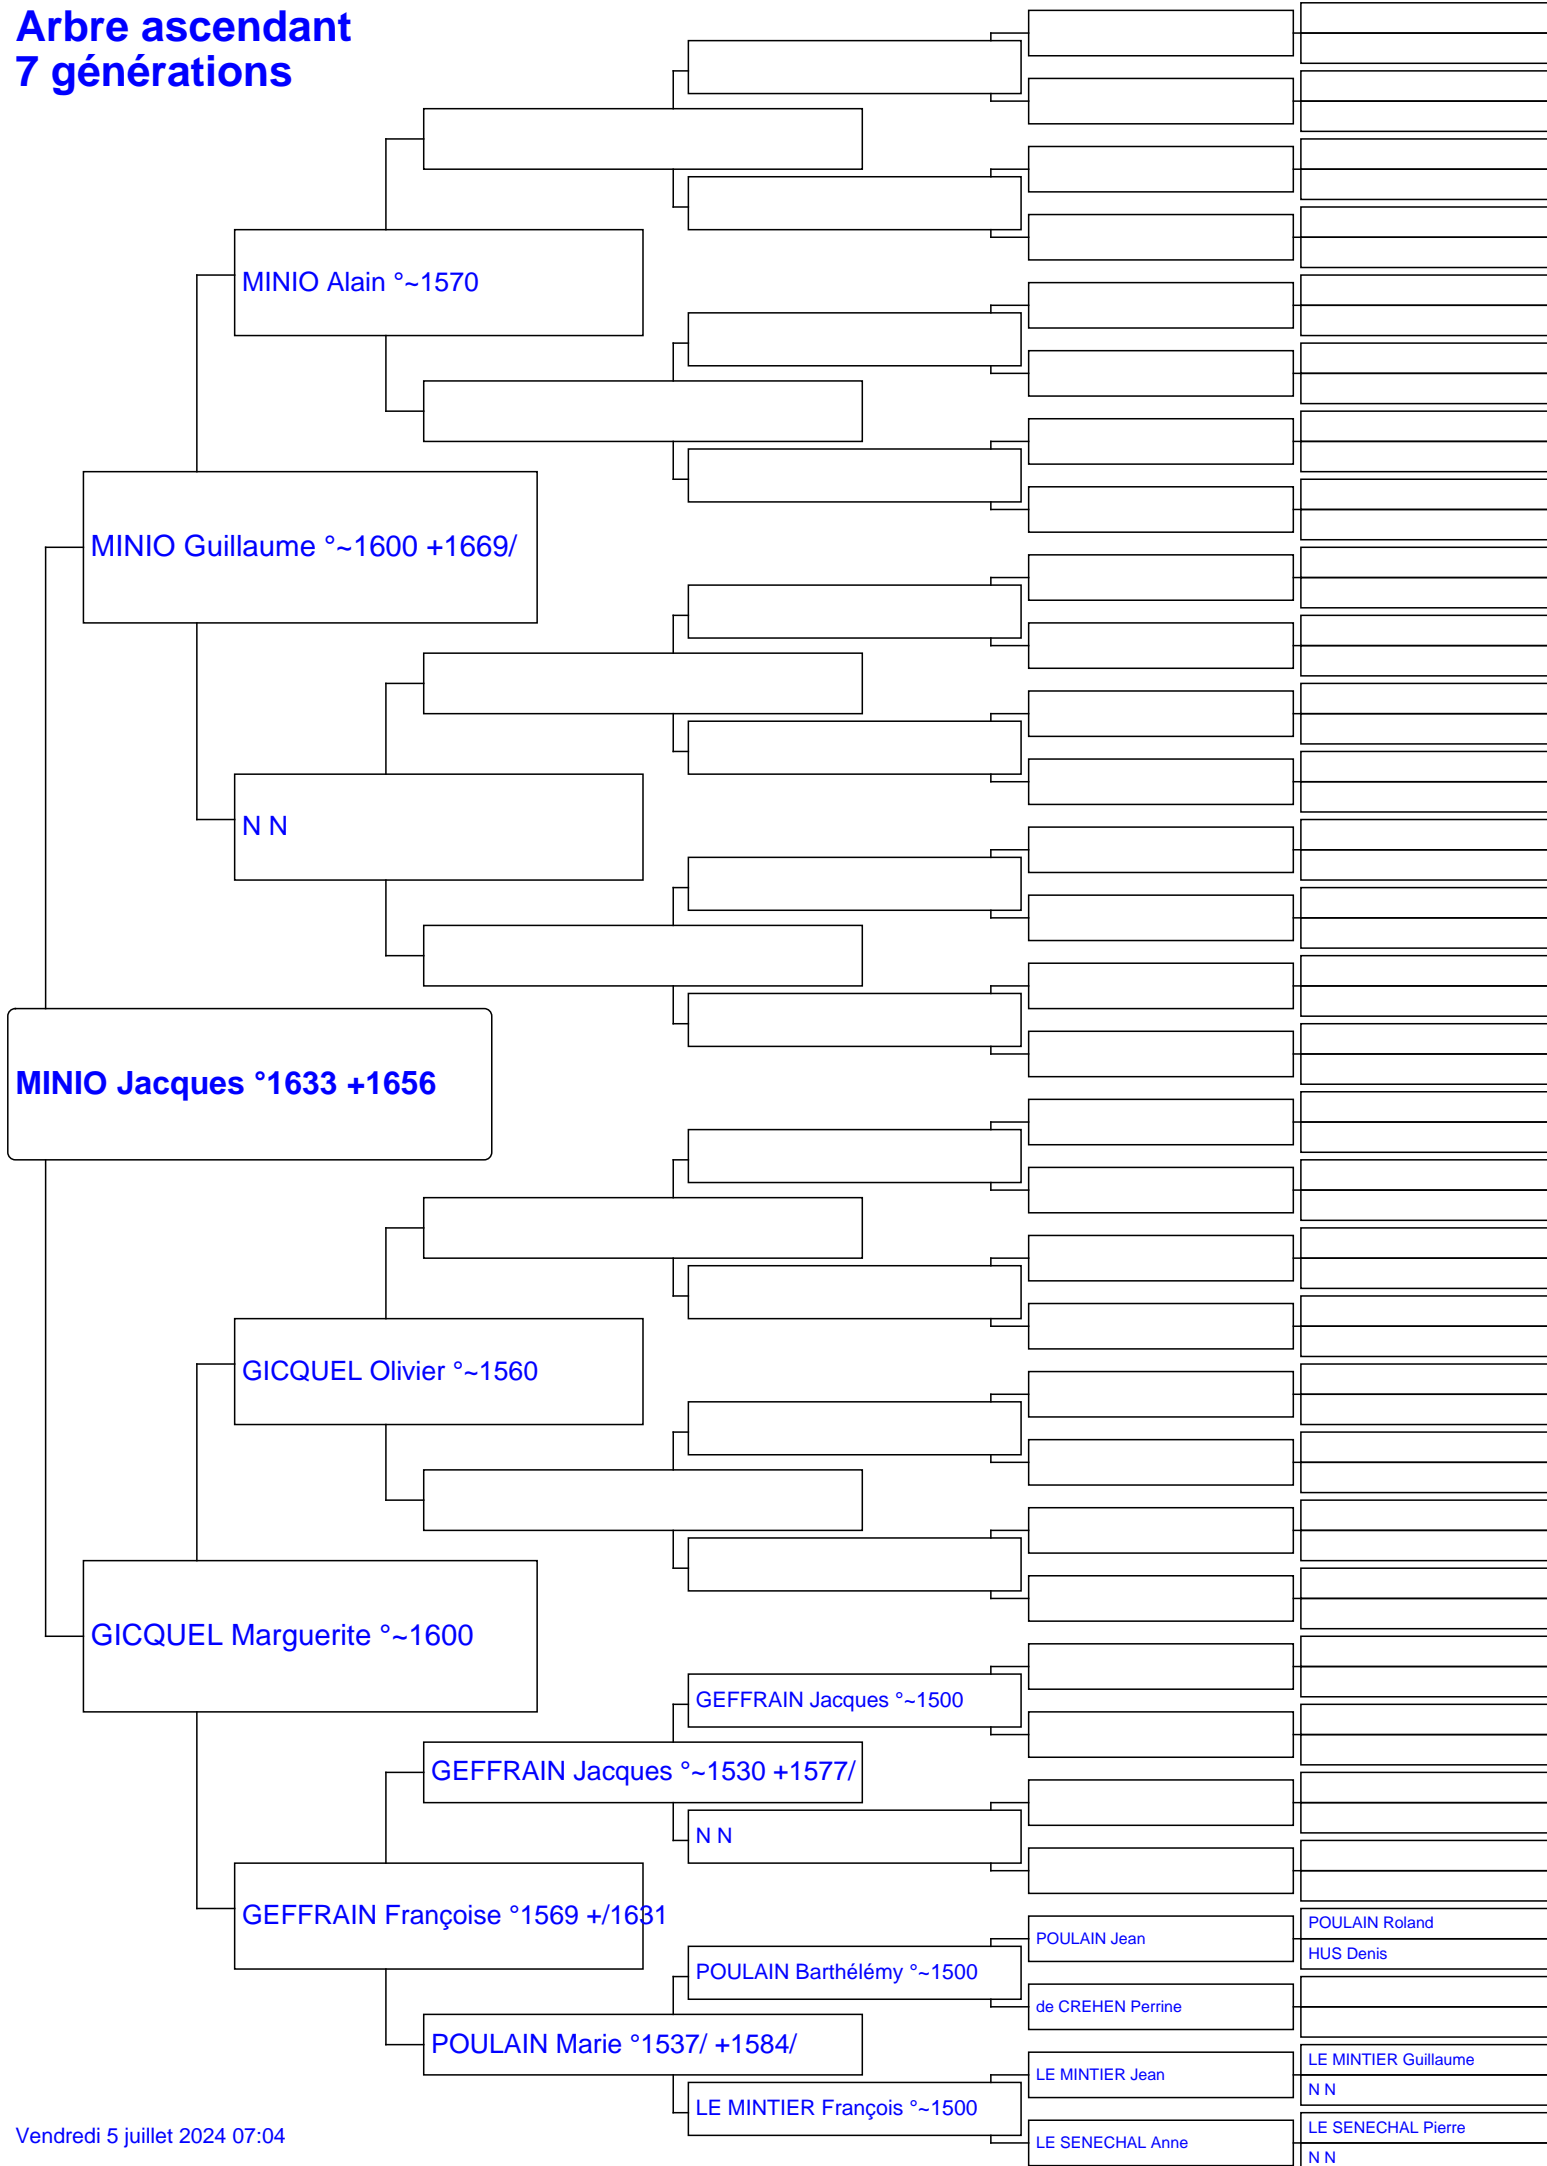 Arbre ascendant
7 générations
MINIO Alain °~1570
MINIO Guillaume °~1600 +1669/
N N
MINIO Jacques °1633 +1656
GICQUEL Olivier °~1560
GICQUEL Marguerite °~1600
GEFFRAIN Jacques °~1500
GEFFRAIN Jacques °~1530 +1577/
N N
GEFFRAIN Françoise °1569 +/1631
POULAIN Roland
POULAIN Jean
HUS Denis
POULAIN Barthélémy °~1500
de CREHEN Perrine
POULAIN Marie °1537/ +1584/
LE MINTIER Guillaume
LE MINTIER Jean
N N
LE MINTIER François °~1500
LE SENECHAL Pierre
LE SENECHAL Anne
N N
Vendredi 5 juillet 2024 07:04